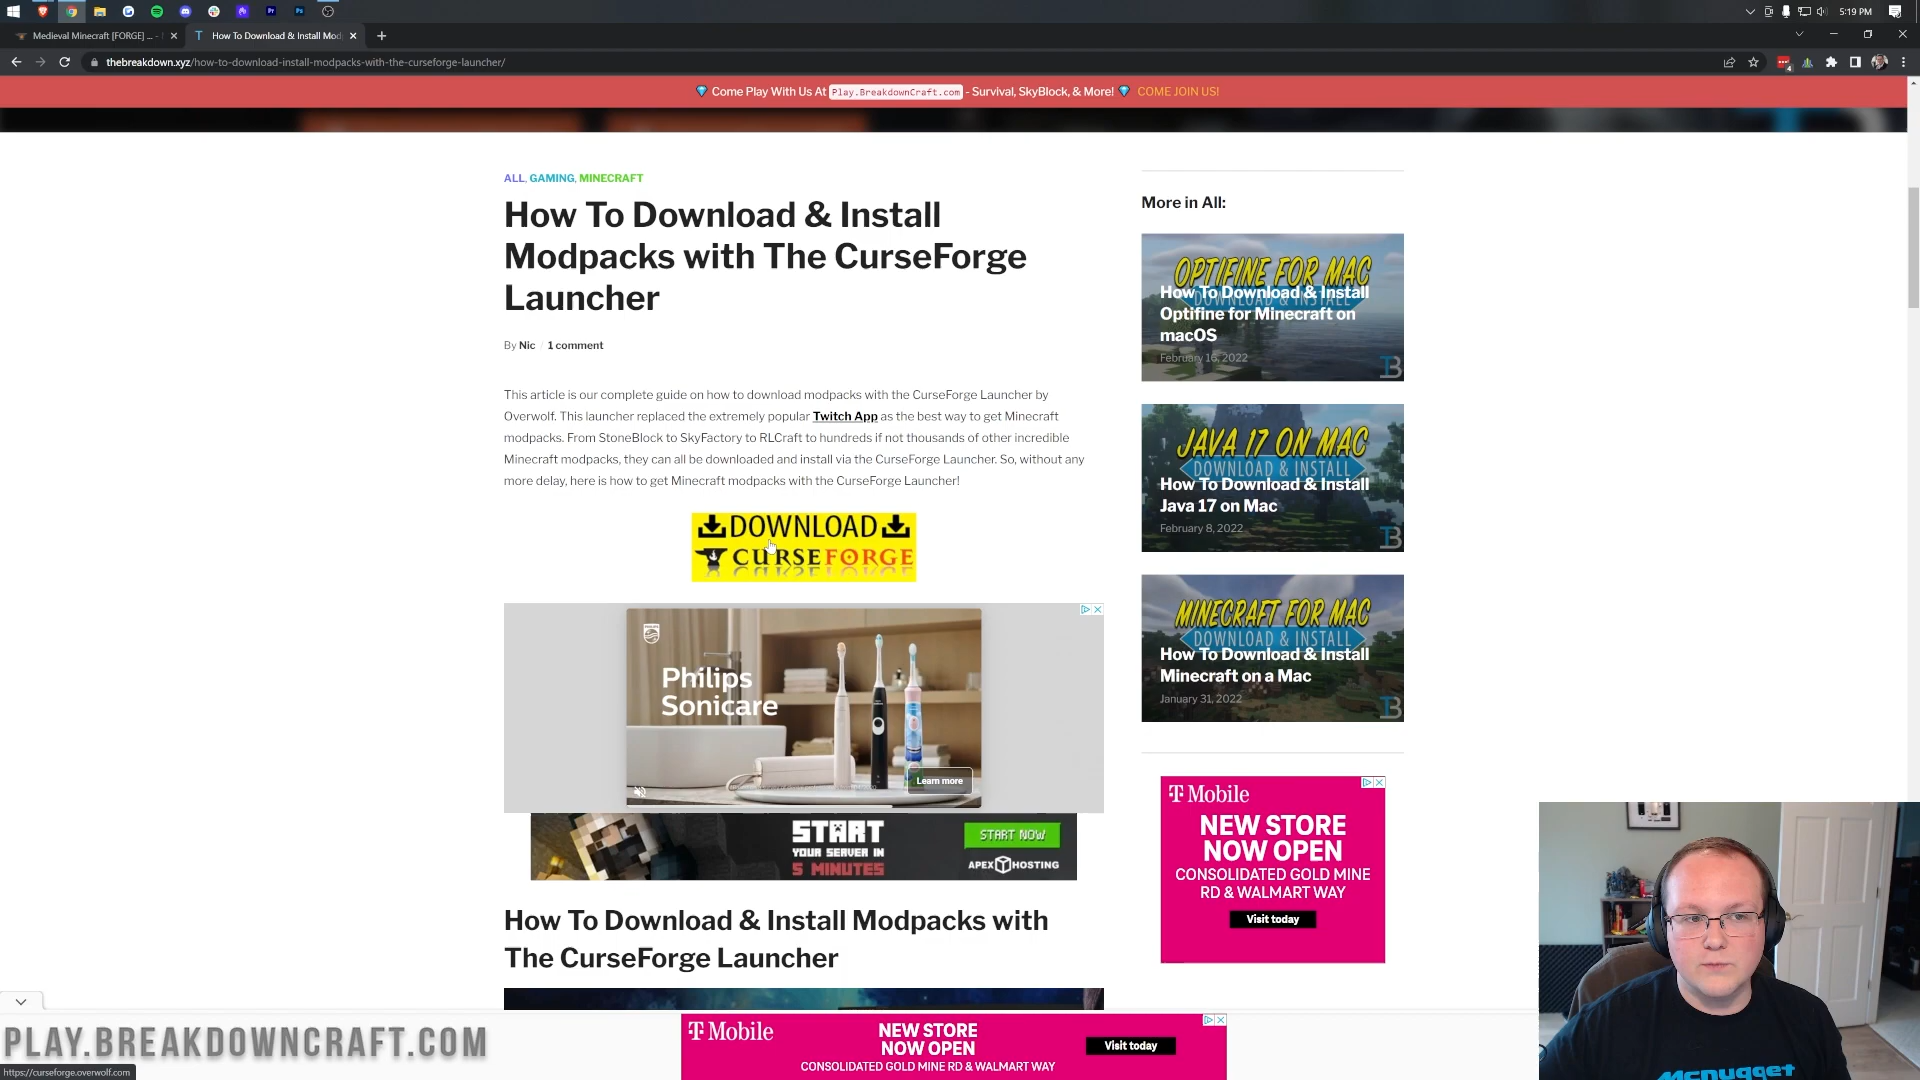 5:19 PM
Medieval Minecraft [FORGE] ... -
How To Download & Install Mod
thebreakdown.xyz/how-to-download-install-modpacks-with-the-curseforge-launcher/
Come Play With Us At Play.BreakdownCraft.com - Survival, SkyBlock, & More! COME JOIN US!
ALL, GAMING, MINECRAFT
How To Download & Install
Modpacks with The CurseForge
Launcher
By Nic / 1 comment
This article is our complete guide on how to download modpacks with the CurseForge Launcher by
Overwolf. This launcher replaced the extremely popular Twitch App as the best way to get Minecraft
modpacks. From StoneBlock to SkyFactory to RLCraft to hundreds if not thousands of other incredible
Minecraft modpacks, they can all be downloaded and install via the CurseForge Launcher. So, without any
more delay, here is how to get Minecraft modpacks with the CurseForge Launcher!
DOWNLOAD
CURSEFORGE
Philips
Sonicare
Learn more
START
YOUR SERVER IN
5 MINUTES
START NOW
APEX HOSTING
How To Download & Install Modpacks with
The CurseForge Launcher
More in All:
OPTIFINE FOR MAC
DOWNLOAD & INSTALL
How To Download & Install
Optifine for Minecraft on
macOS
February 16, 2022
JAVA 17 ON MAC
DOWNLOAD & INSTALL
How To Download & Install
Java 17 on Mac
February 8, 2022
MINECRAFT FOR MAC
DOWNLOAD & INSTALL
How To Download & Install
Minecraft on a Mac
January 31, 2022
T Mobile
NEW STORE
NOW OPEN
CONSOLIDATED GOLD MINE
RD & WALMART WAY
Visit today
T Mobile
NEW STORE
NOW OPEN
CONSOLIDATED GOLD MINE RD & WALMART WAY
Visit today
PLAY.BREAKDOWNCRAFT.COM
https://curseforge.overwolf.com
McNugget